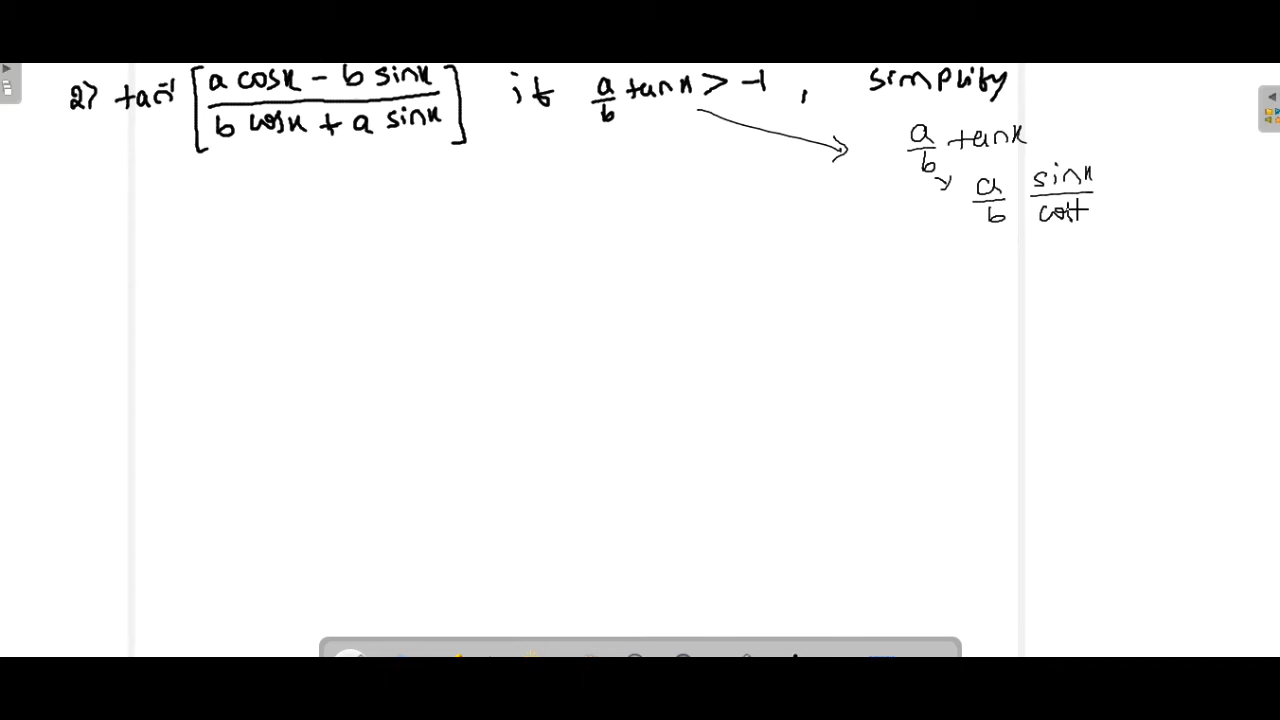 2) tan⁻¹ [ (a cosx − b sinx) / (b cosx + a sinx) ] if a/b tanx > −1 , simplify
a/b tanx
a/b sinx/cosx